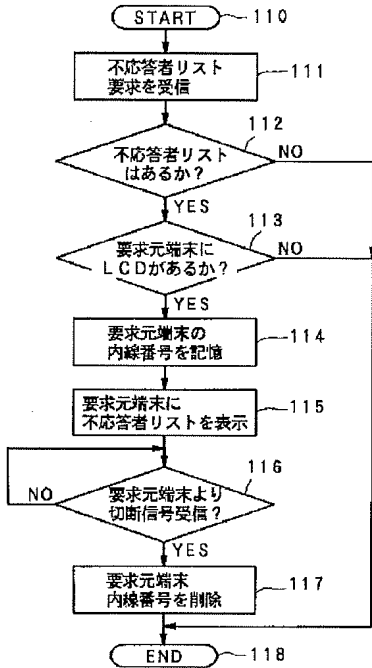 START 110
不応答者リスト 111
要求を受信
112
不応答者リスト NO
はあるか？
YES
113
要求元端末に NO
LCDがあるか？
YES
要求元端末の 114
内線番号を記憶
要求元端末に 115
不応答者リストを表示
116
NO 要求元端末より
切断信号受信？
YES
要求元端末 117
内線番号を削除
END 118